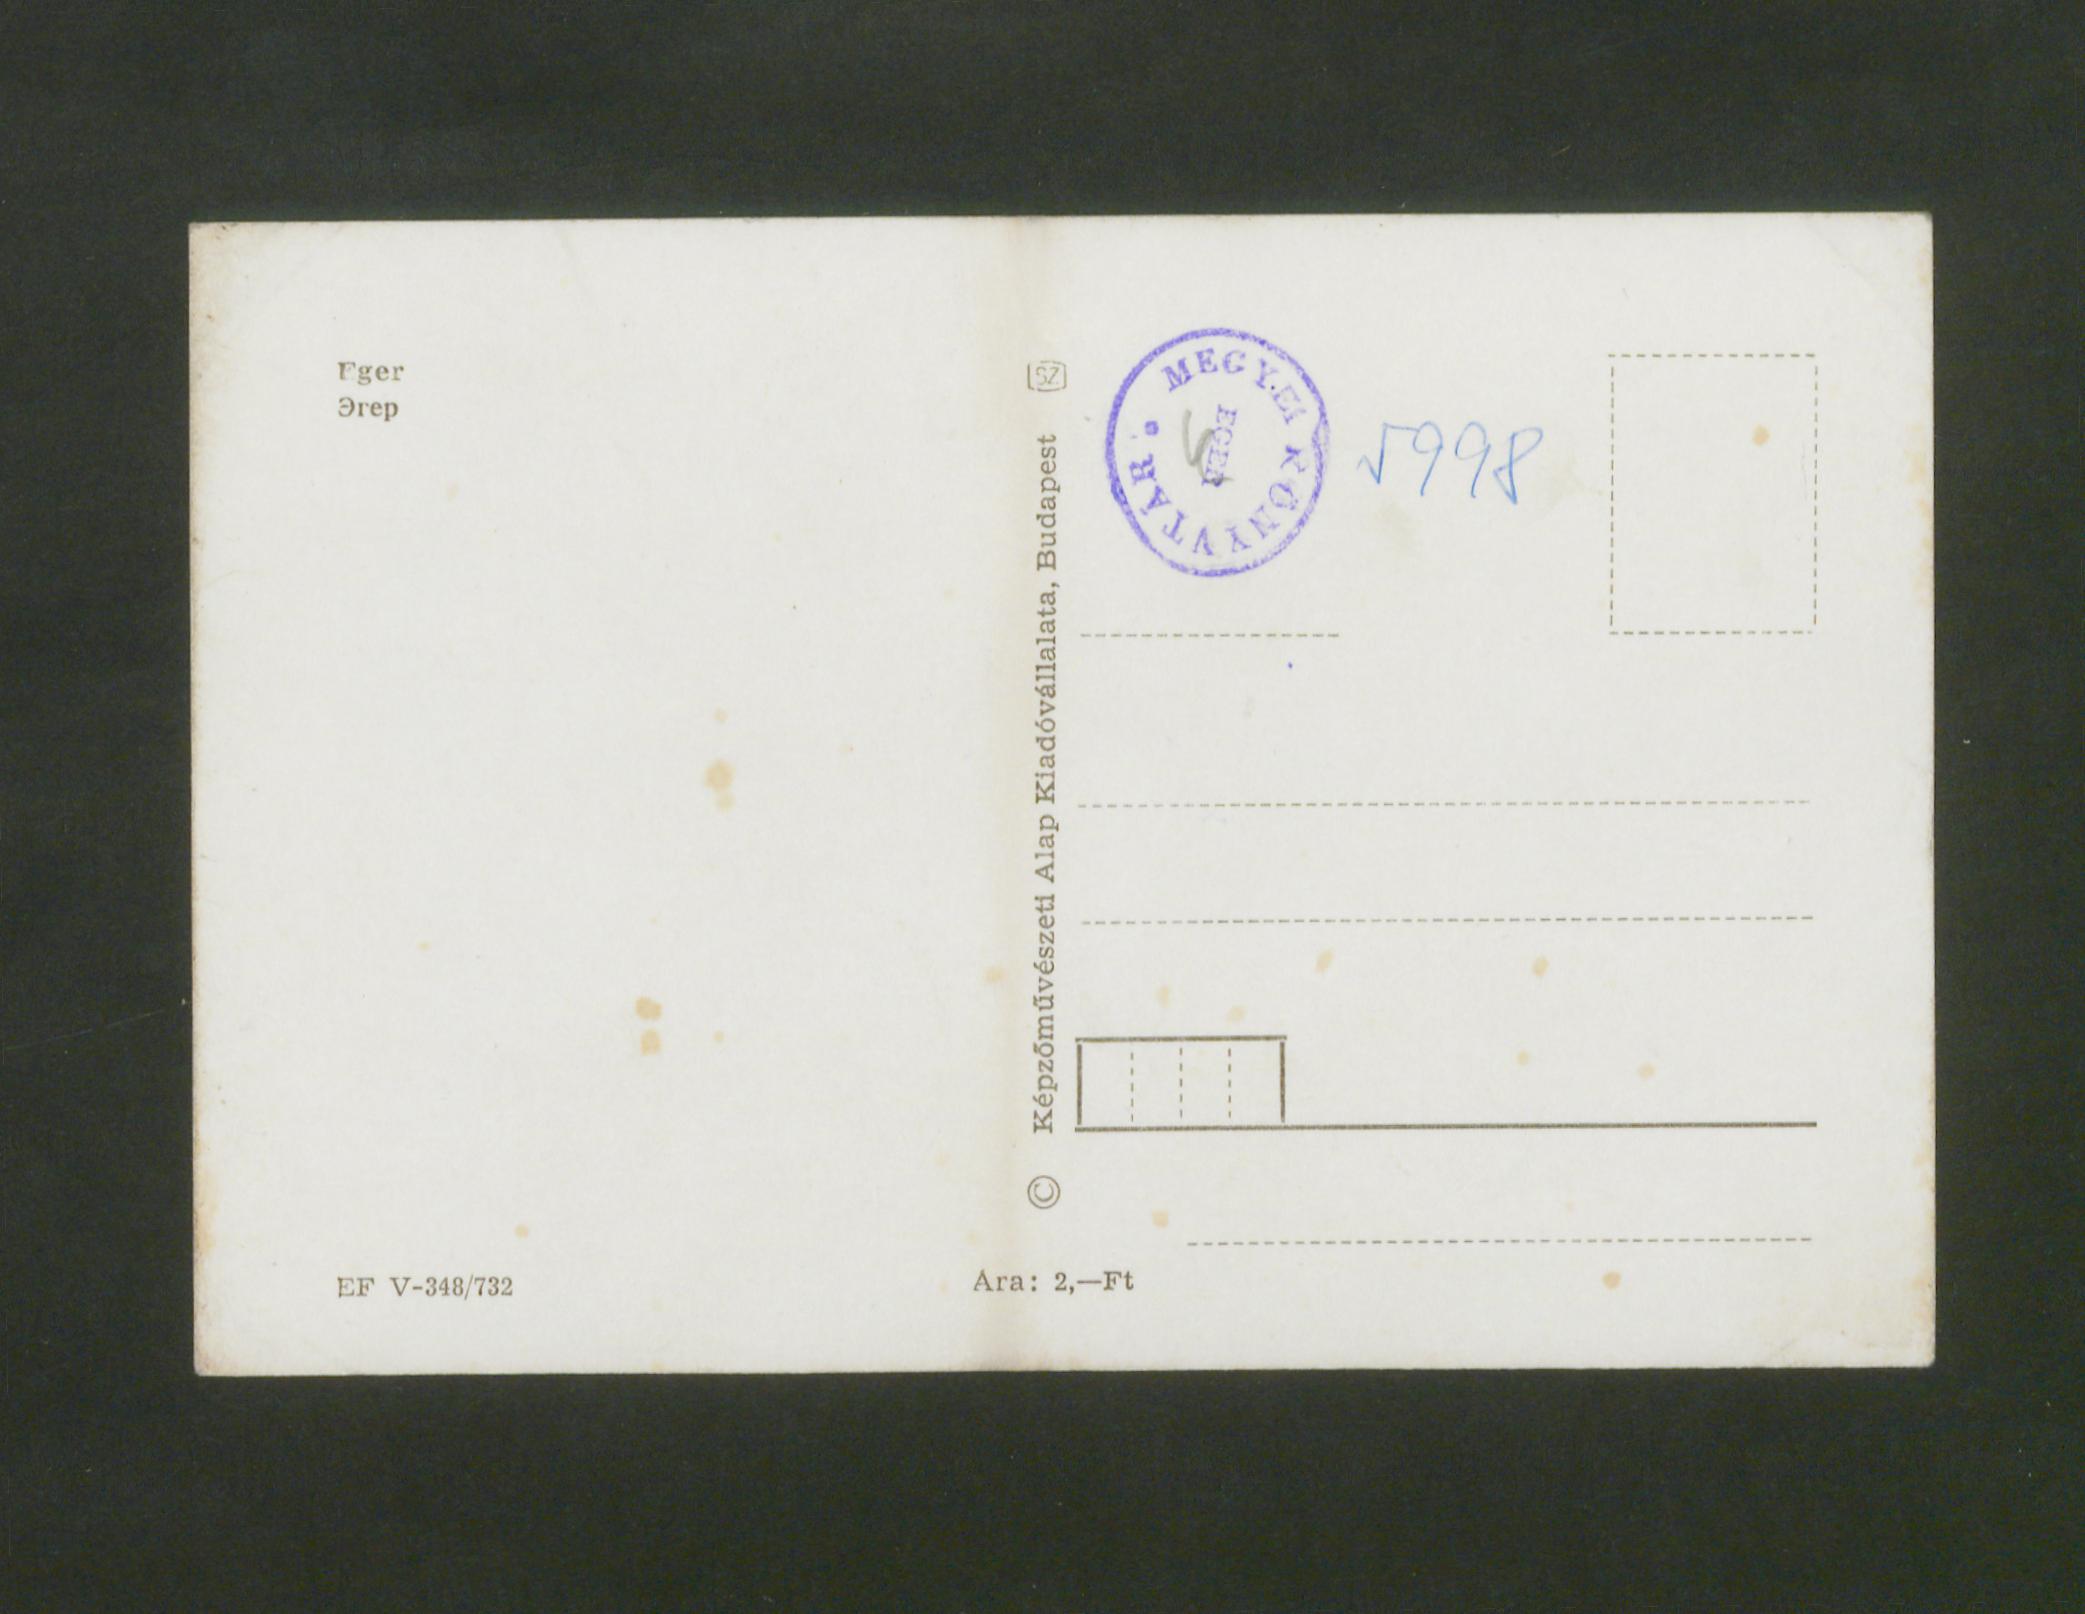 Eger
Эгер
EF V-348/732
© Képzőművészeti Alap Kiadóvállalata, Budapest SZ
Ára: 2,—Ft
MEGYEI KÖNYVTÁR
EGER
5998